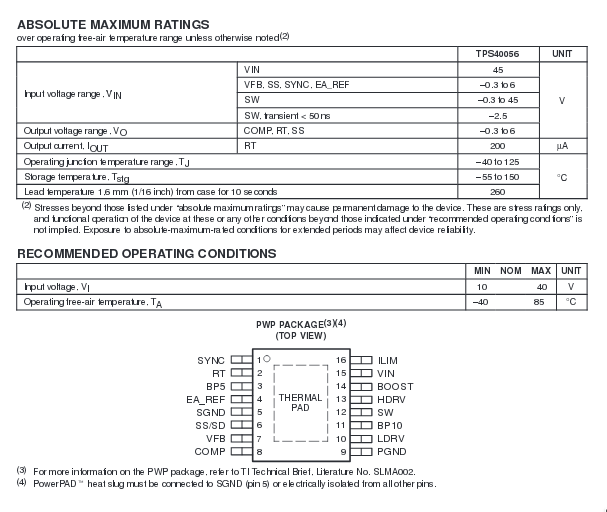 ABSOLUTE MAXIMUM RATINGS
over operating free-air temperature range unless otherwise noted(2)
TPS40056 UNIT
Input voltage range, VIN VIN 45 V
VFB, SS, SYNC, EA_REF –0.3 to 6
SW –0.3 to 45
SW, transient < 50 ns –2.5
Output voltage range, VO COMP, RT, SS –0.3 to 6
Output current, IOUT RT 200 µA
Operating junction temperature range, TJ –40 to 125 °C
Storage temperature, Tstg –55 to 150
Lead temperature 1,6 mm (1/16 inch) from case for 10 seconds 260
(2) Stresses beyond those listed under “absolute maximum ratings” may cause permanent damage to the device. These are stress ratings only,
and functional operation of the device at these or any other conditions beyond those indicated under “recommended operating conditions” is
not implied. Exposure to absolute-maximum-rated conditions for extended periods may affect device reliability.
RECOMMENDED OPERATING CONDITIONS
MIN NOM MAX UNIT
Input voltage, VI 10 40 V
Operating free-air temperature, TA –40 85 °C
PWP PACKAGE(3)(4)
(TOP VIEW)
SYNC 1 16 ILIM
RT 2 15 VIN
BP5 3 14 BOOST
EA_REF 4 13 HDRV
SGND 5 12 SW
SS/SD 6 11 BP10
VFB 7 10 LDRV
COMP 8 9 PGND
THERMAL
PAD
(3) For more information on the PWP package, refer to TI Technical Brief, Literature No. SLMA002.
(4) PowerPAD™ heat slug must be connected to SGND (pin 5) or electrically isolated from all other pins.